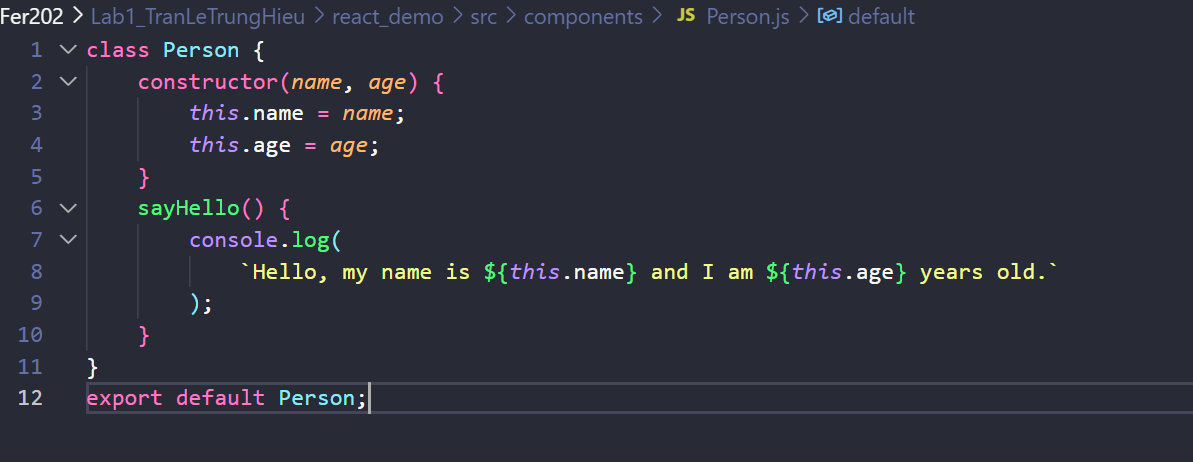 Fer202 > Lab1_TranLeTrungHieu > react_demo > src > components > JS Person.js > default
1 class Person {
2     constructor(name, age) {
3         this.name = name;
4         this.age = age;
5     }
6     sayHello() {
7         console.log(
8             `Hello, my name is ${this.name} and I am ${this.age} years old.`
9         );
10     }
11 }
12 export default Person;